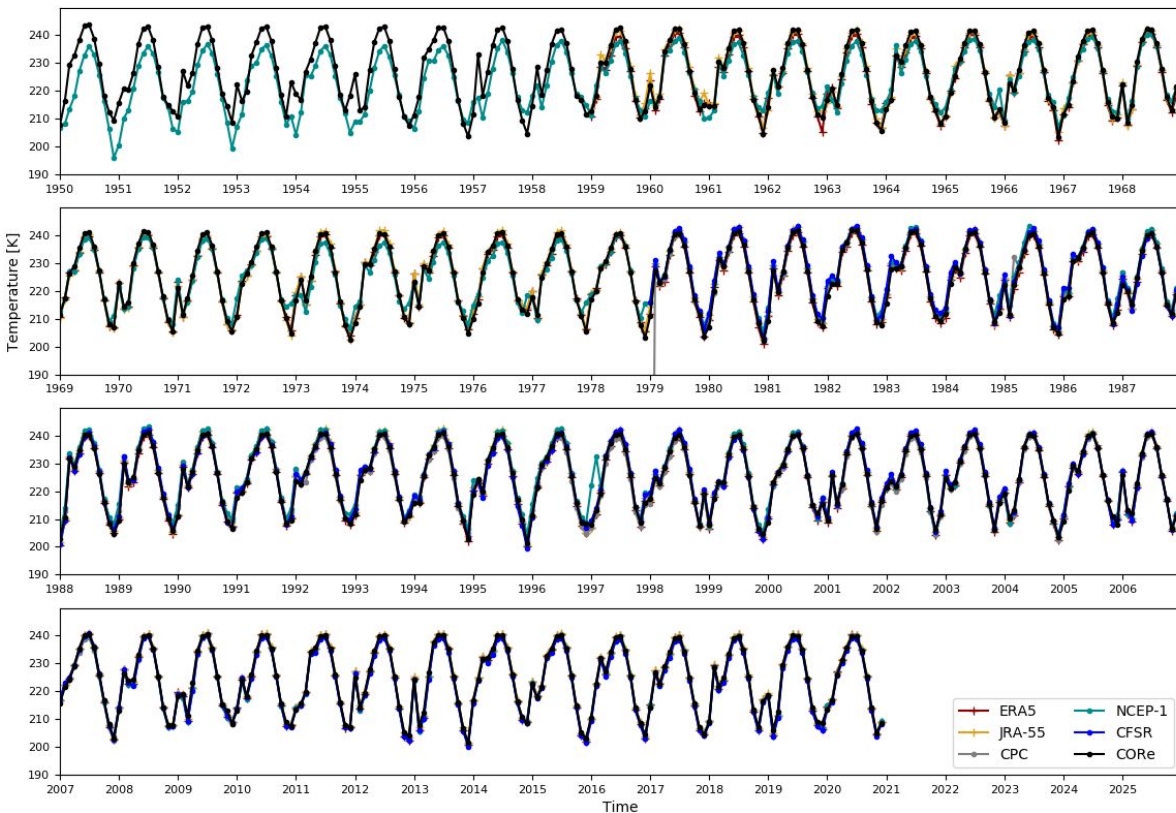 240
230
220
210
200
190
1950 1951 1952 1953 1954 1955 1956 1957 1958 1959 1960 1961 1962 1963 1964 1965 1966 1967 1968
240
230
220
210
200
190
1969 1970 1971 1972 1973 1974 1975 1976 1977 1978 1979 1980 1981 1982 1983 1984 1985 1986 1987
Temperature [K]
240
230
220
210
200
190
1988 1989 1990 1991 1992 1993 1994 1995 1996 1997 1998 1999 2000 2001 2002 2003 2004 2005 2006
240
230
220
210
200
190
2007 2008 2009 2010 2011 2012 2013 2014 2015 2016 2017 2018 2019 2020 2021 2022 2023 2024 2025
Time
ERA5 NCEP-1
JRA-55 CFSR
CPC CORe